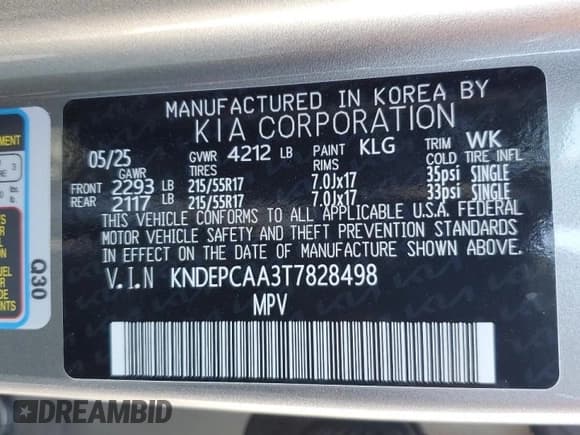 MANUFACTURED IN KOREA BY
KIA CORPORATION
05/25 GVWR 4212 LB PAINT KLG TRIM WK
GAWR TIRES RIMS COLD TIRE INFL
FRONT 2293 LB 215/55R17 7.0Jx17 35psi SINGLE
REAR 2117 LB 215/55R17 7.0Jx17 33psi SINGLE
THIS VEHICLE CONFORMS TO ALL APPLICABLE U.S.A. FEDERAL
MOTOR VEHICLE SAFETY AND THEFT PREVENTION STANDARDS
IN EFFECT ON THE DATE OF MANUFACTURE SHOWN ABOVE.
V.I.N KNDEPCAA3T7828498
MPV
Q30
DREAMBID